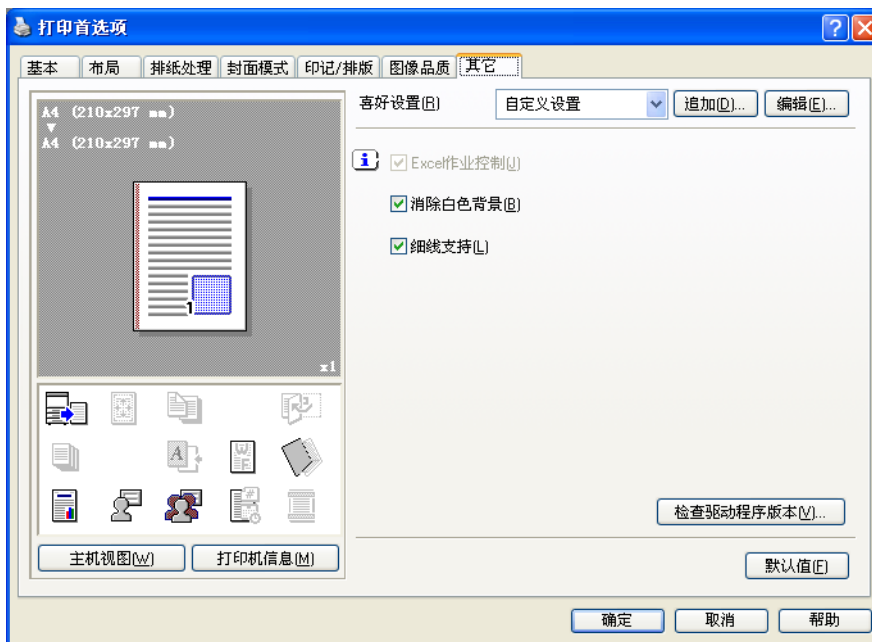 打印首选项
基本 布局 排纸处理 封面模式 印记/排版 图像品质 其它
A4 (210x297 mm)
A4 (210x297 mm)
1
x1
主机视图(W) 打印机信息(M)
喜好设置(R) 自定义设置 追加(D)... 编辑(E)...
Excel作业控制(J)
消除白色背景(B)
细线支持(L)
检查驱动程序版本(V)...
默认值(F)
确定 取消 帮助